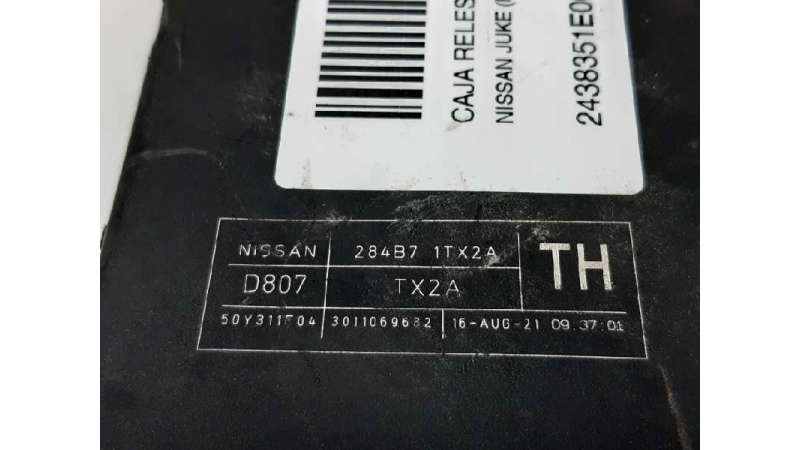 CAJA RELES
NISSAN JUKE (
2438351E0
NISSAN 284B7 1TX2A TH
D807 TX2A
50Y311F04 3011069682 16-AUG-21 09:37:01